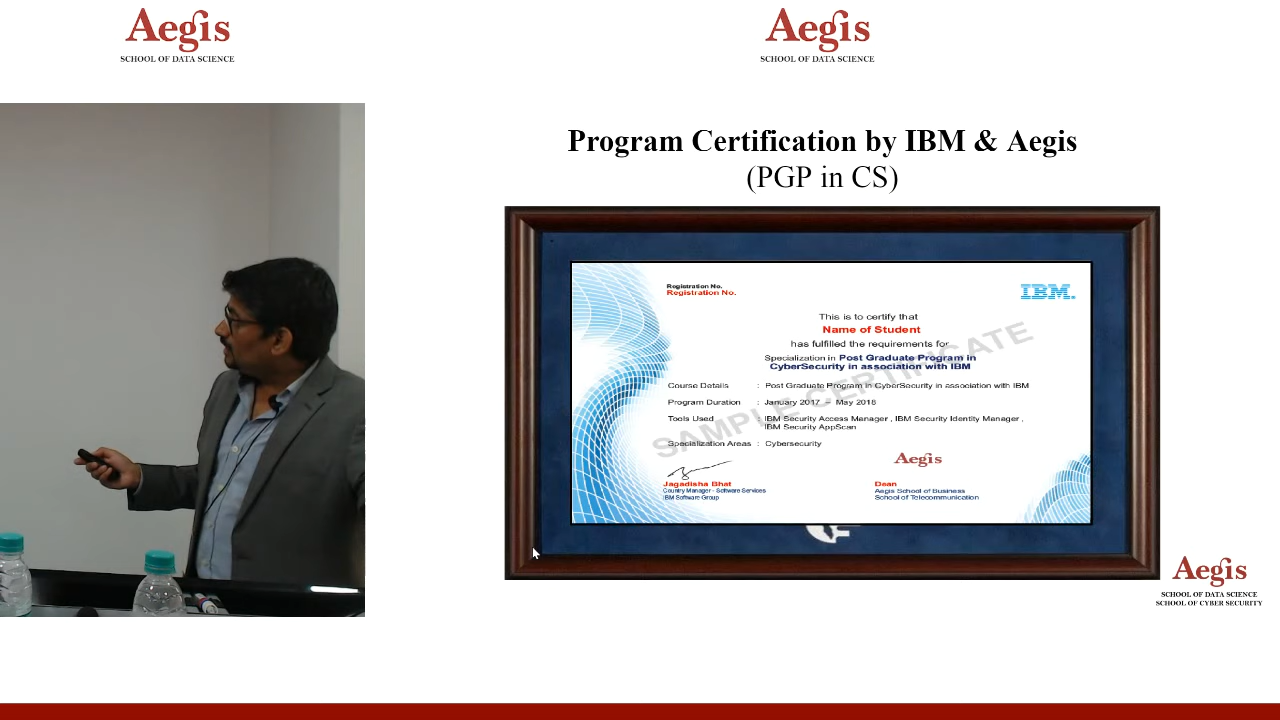 Aegis
SCHOOL OF DATA SCIENCE
Aegis
SCHOOL OF DATA SCIENCE
Program Certification by IBM & Aegis
(PGP in CS)
Registration No.
Registration No.
IBM.
This is to certify that
Name of Student
has fulfilled the requirements for
Specialization in Post Graduate Program in
CyberSecurity in association with IBM
Course Details : Post Graduate Program in CyberSecurity in association with IBM
Program Duration : January 2017 – May 2018
Tools Used : IBM Security Access Manager , IBM Security Identity Manager ,
IBM Security AppScan
Specialization Areas : Cybersecurity
SAMPLE CERTIFICATE
Aegis
Jagadisha Bhat
Country Manager - Software Services
IBM Software Group
Dean
Aegis School of Business
School of Telecommunication
Aegis
SCHOOL OF DATA SCIENCE
SCHOOL OF CYBER SECURITY